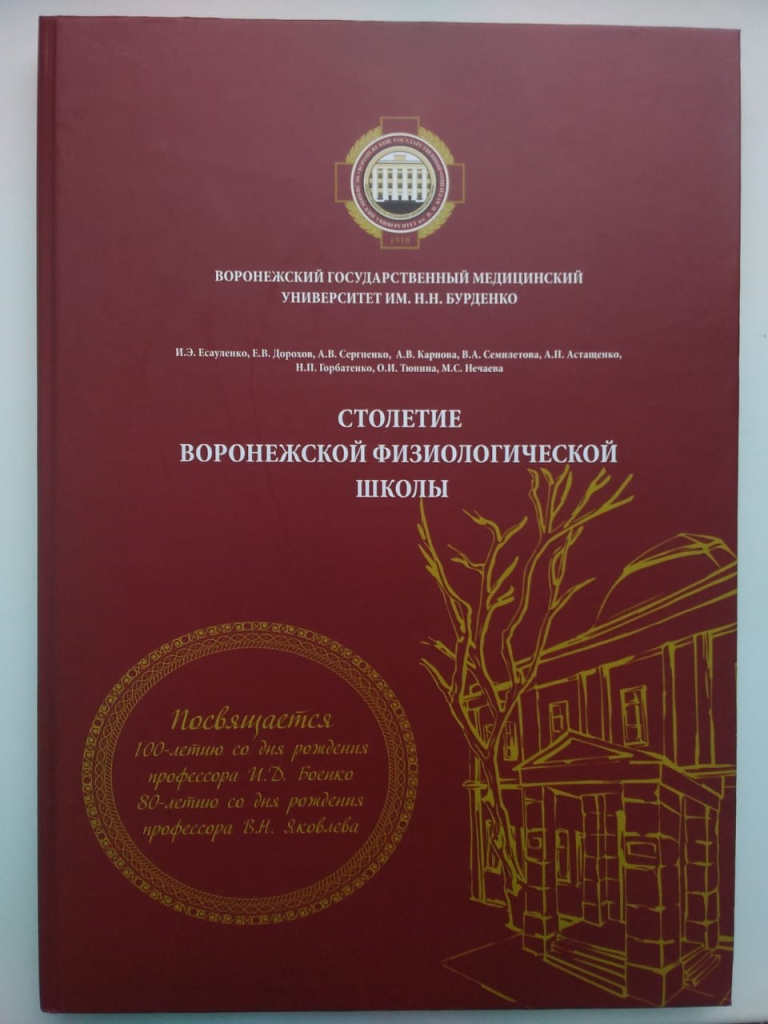 1918
ВОРОНЕЖСКИЙ ГОСУДАРСТВЕННЫЙ МЕДИЦИНСКИЙ
УНИВЕРСИТЕТ ИМ. Н.Н. БУРДЕНКО
И.Э. Есауленко, Е.В. Дорохов, А.В. Сергиенко, А.В. Карпова, В.А. Семилетова, А.П. Астащенко,
Н.П. Горбатенко, О.И. Тюнина, М.С. Нечаева
СТОЛЕТИЕ
ВОРОНЕЖСКОЙ ФИЗИОЛОГИЧЕСКОЙ
ШКОЛЫ
Посвящается
100-летию со дня рождения
профессора И.Д. Боенко
80-летию со дня рождения
профессора В.Н. Яковлева